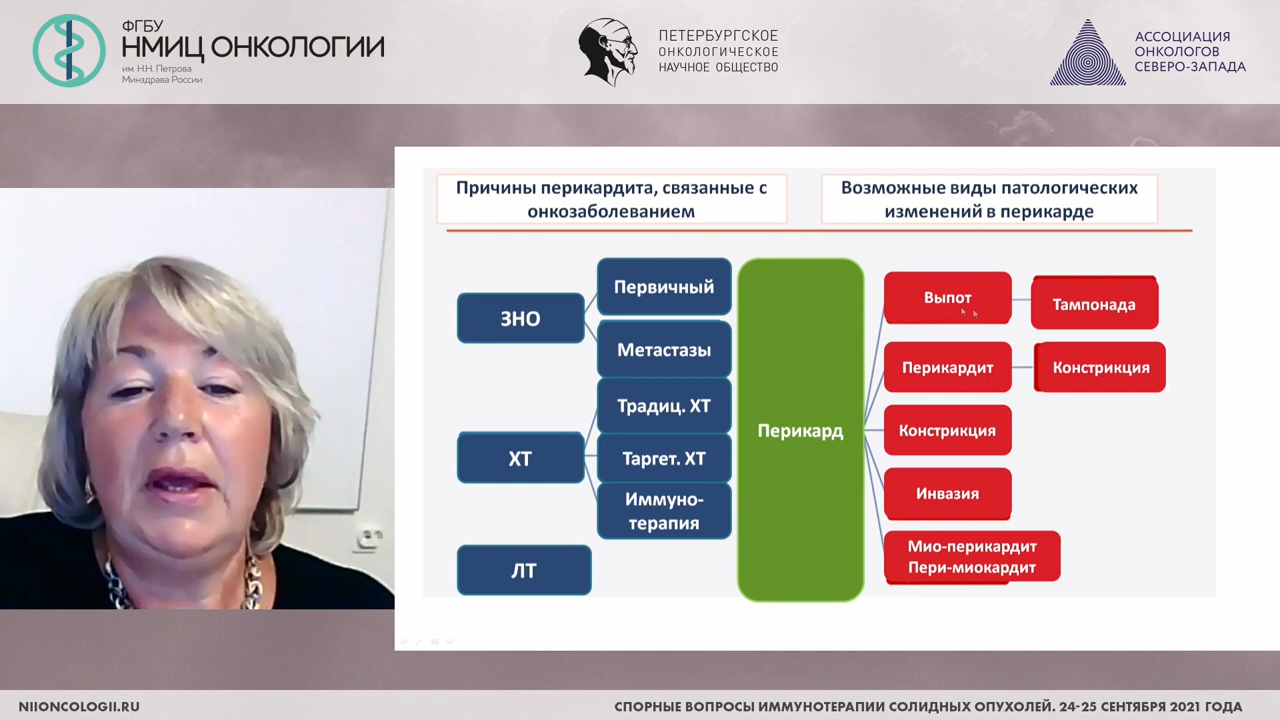 ФГБУ
НМИЦ ОНКОЛОГИИ
им. Н.Н. Петрова
Минздрава России
ПЕТЕРБУРГСКОЕ
ОНКОЛОГИЧЕСКОЕ
НАУЧНОЕ ОБЩЕСТВО
АССОЦИАЦИЯ
ОНКОЛОГОВ
СЕВЕРО-ЗАПАДА
Причины перикардита, связанные с
онкозаболеванием
Возможные виды патологических
изменений в перикарде
ЗНО
Первичный
Метастазы
ХТ
Традиц. ХТ
Таргет. ХТ
Иммуно-
терапия
ЛТ
Перикард
Выпот
Тампонада
Перикардит
Констрикция
Констрикция
Инвазия
Мио-перикардит
Пери-миокардит
NIIONCOLOGII.RU
СПОРНЫЕ ВОПРОСЫ ИММУНОТЕРАПИИ СОЛИДНЫХ ОПУХОЛЕЙ. 24-25 СЕНТЯБРЯ 2021 ГОДА